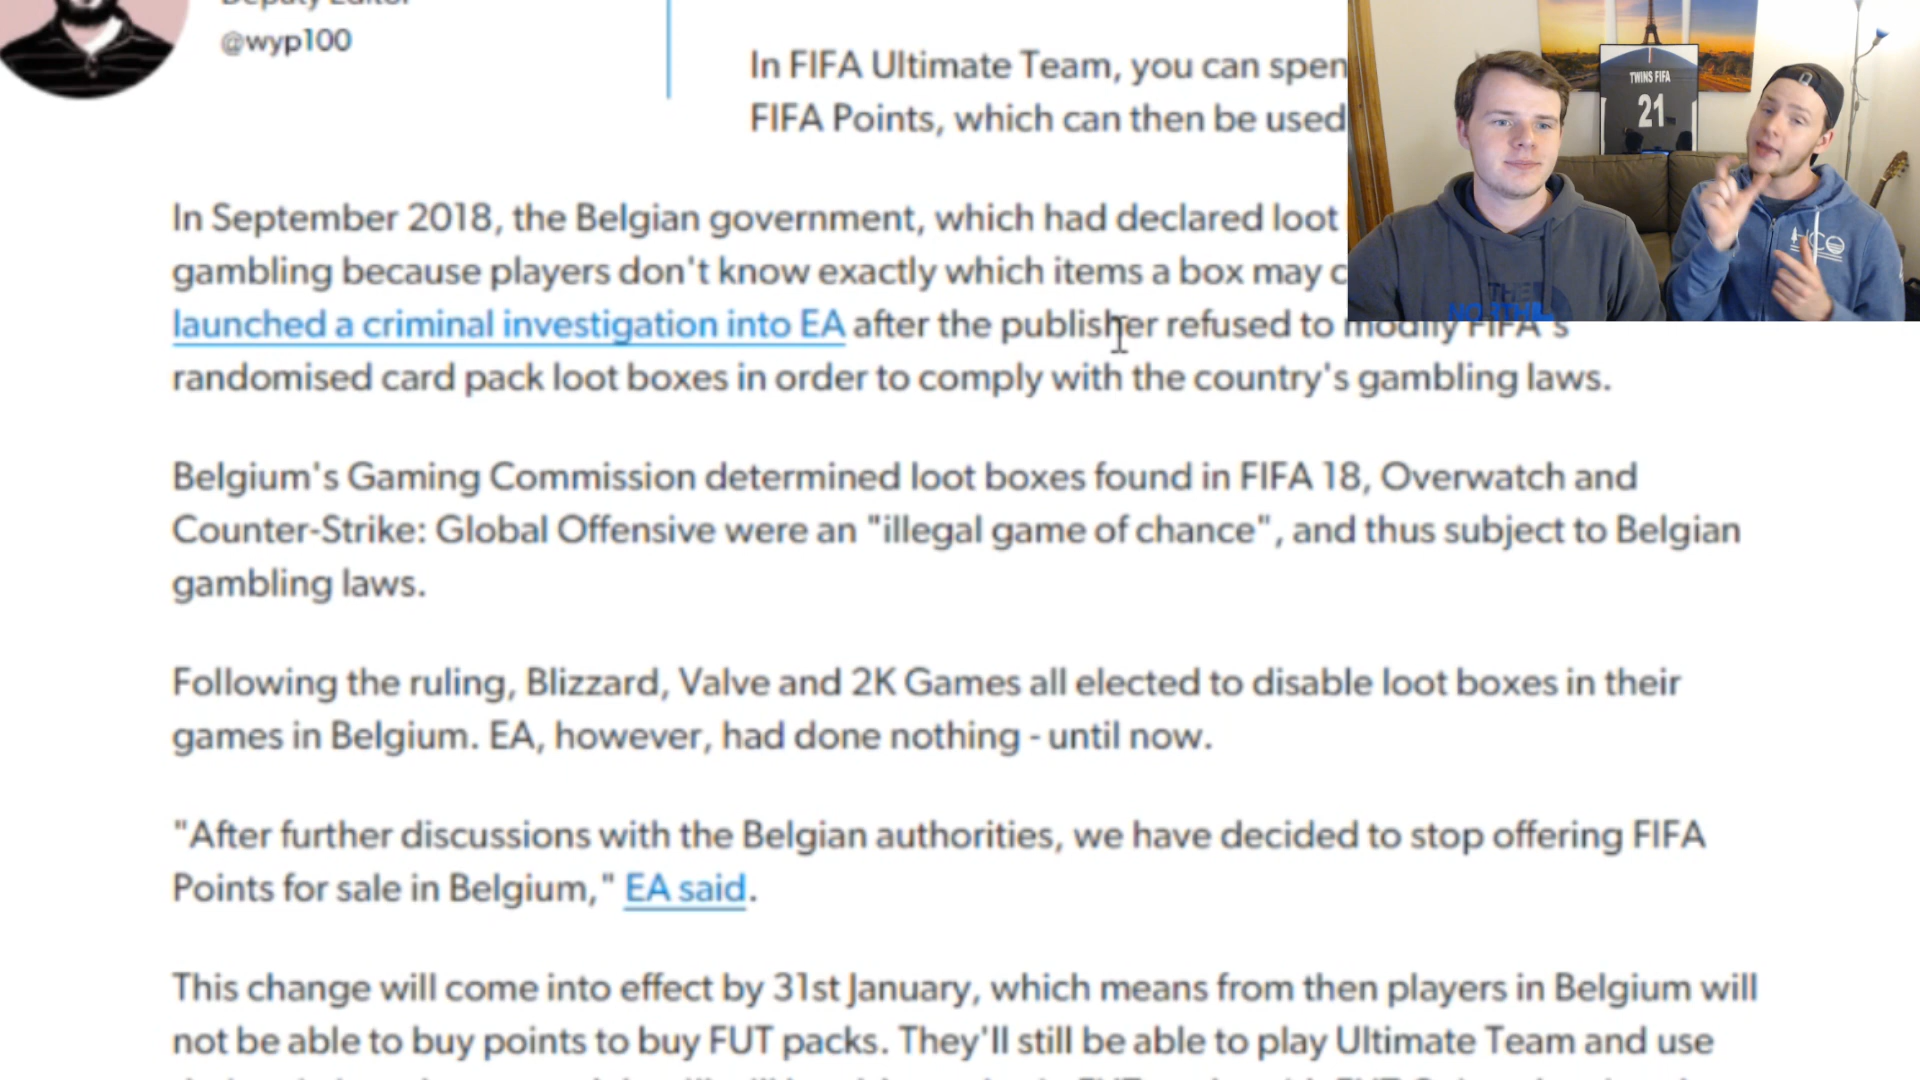 @wyp100
In FIFA Ultimate Team, you can spen
FIFA Points, which can then be used
In September 2018, the Belgian government, which had declared loot
gambling because players don't know exactly which items a box may c
launched a criminal investigation into EA after the publisher refused to modify FIFA's
randomised card pack loot boxes in order to comply with the country's gambling laws.
Belgium's Gaming Commission determined loot boxes found in FIFA 18, Overwatch and
Counter-Strike: Global Offensive were an "illegal game of chance", and thus subject to Belgian
gambling laws.
Following the ruling, Blizzard, Valve and 2K Games all elected to disable loot boxes in their
games in Belgium. EA, however, had done nothing - until now.
"After further discussions with the Belgian authorities, we have decided to stop offering FIFA
Points for sale in Belgium," EA said.
This change will come into effect by 31st January, which means from then players in Belgium will
not be able to buy points to buy FUT packs. They'll still be able to play Ultimate Team and use
TWINS FIFA
21
THE
NORTH
HCO